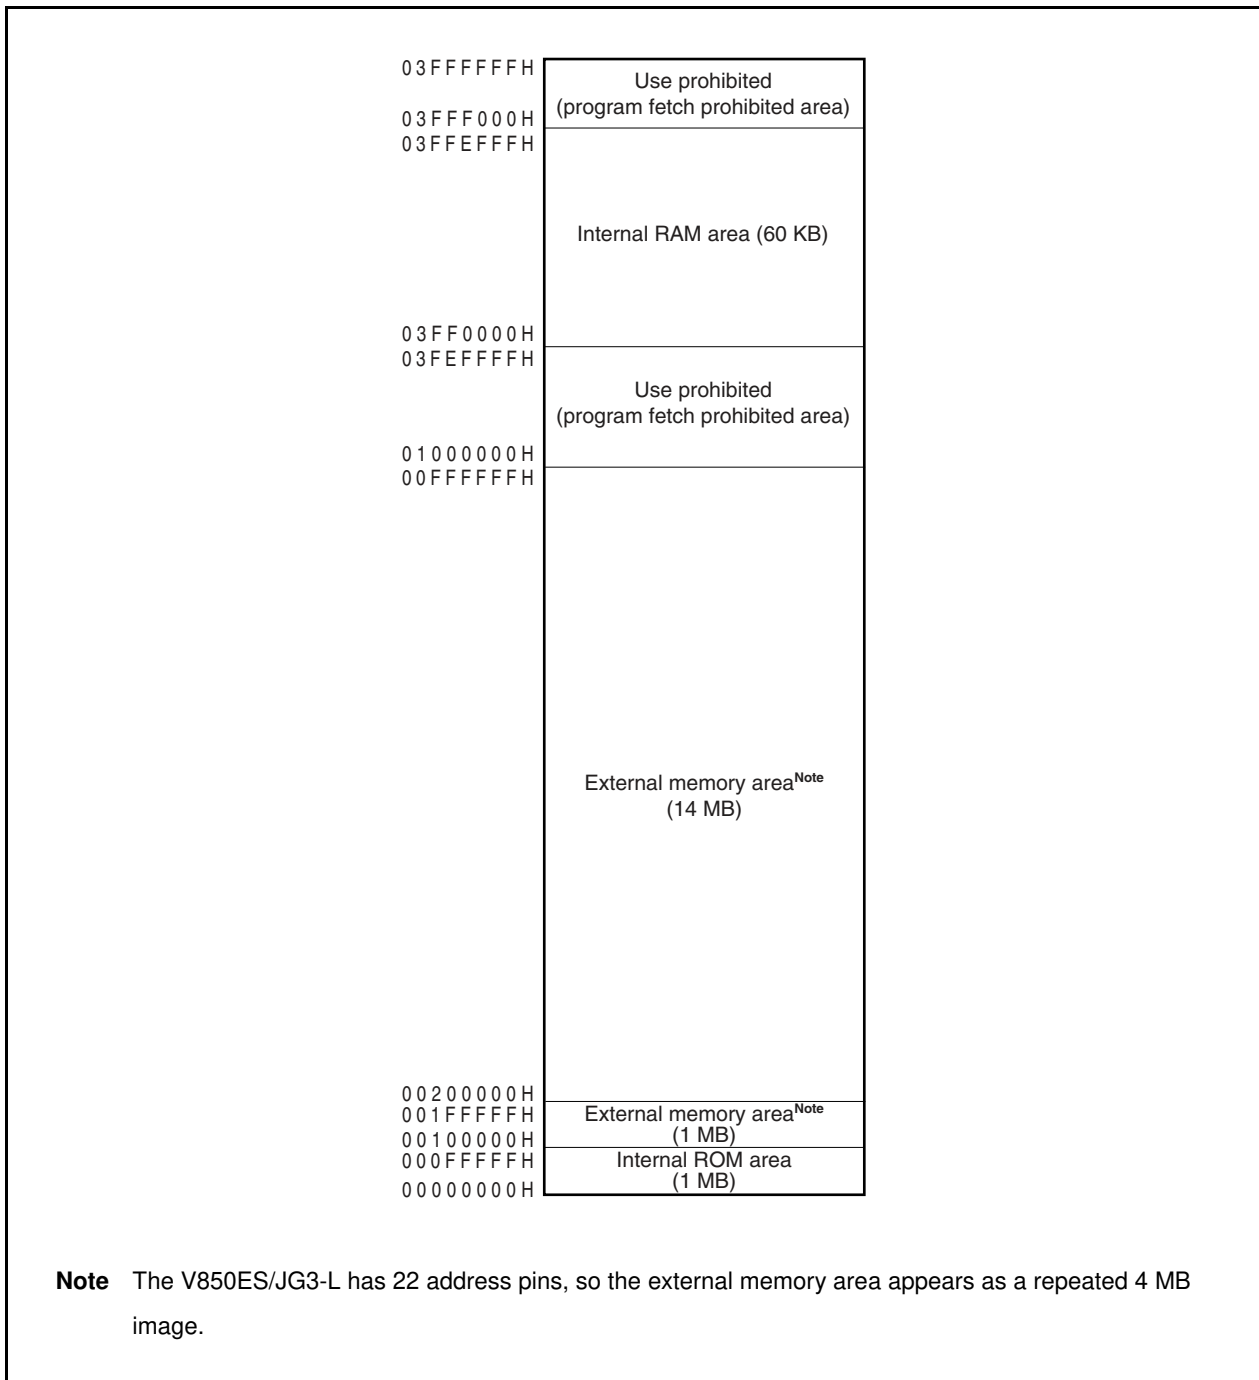 03FFFFFFH
Use prohibited
(program fetch prohibited area)
03FFF000H
03FFEFFFH
Internal RAM area (60 KB)
03FF0000H
03FEFFFFH
Use prohibited
(program fetch prohibited area)
01000000H
00FFFFFFH
External memory areaNote
(14 MB)
00200000H
001FFFFFH
External memory areaNote
(1 MB)
00100000H
000FFFFFH
Internal ROM area
(1 MB)
00000000H
Note The V850ES/JG3-L has 22 address pins, so the external memory area appears as a repeated 4 MB
image.